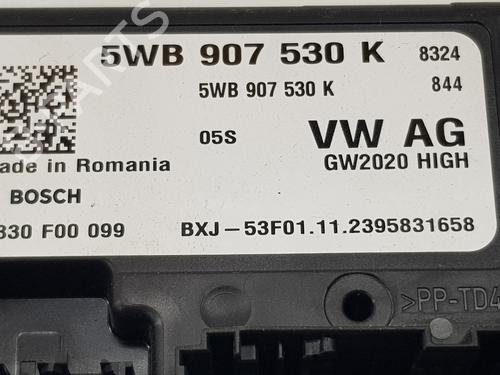 5WB 907 530 K 8324
5WB 907 530 K 844
05S VW AG
GW2020 HIGH
ade in Romania
BOSCH
330 F00 099 BXJ–53F01.11.2395831658
>PP-TD4